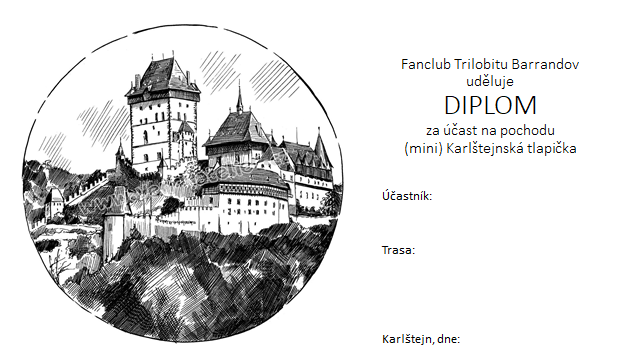 Fanclub Trilobitu Barrandov
uděluje
DIPLOM
za účast na pochodu
(mini) Karlštejnská tlapička
Účastník:
Trasa:
Karlštejn, dne: